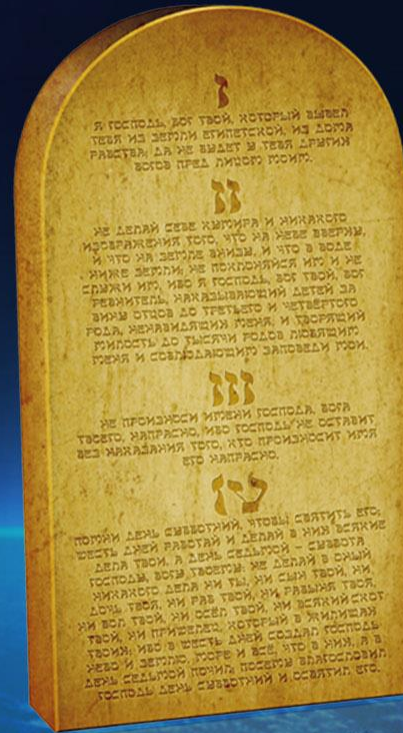 I
Я ГОСПОДЬ, БОГ ТВОЙ, КОТОРЫЙ ВЫВЕЛ
ТЕБЯ ИЗ ЗЕМЛИ ЕГИПЕТСКОЙ, ИЗ ДОМА
РАБСТВА; ДА НЕ БУДЕТ У ТЕБЯ ДРУГИХ
БОГОВ ПРЕД ЛИЦОМ МОИМ.
II
НЕ ДЕЛАЙ СЕБЕ КУМИРА И НИКАКОГО
ИЗОБРАЖЕНИЯ ТОГО, ЧТО НА НЕБЕ ВВЕРХУ,
И ЧТО НА ЗЕМЛЕ ВНИЗУ, И ЧТО В ВОДЕ
НИЖЕ ЗЕМЛИ; НЕ ПОКЛОНЯЙСЯ ИМ И НЕ
СЛУЖИ ИМ, ИБО Я ГОСПОДЬ, БОГ ТВОЙ, БОГ
РЕВНИТЕЛЬ, НАКАЗЫВАЮЩИЙ ДЕТЕЙ ЗА
ВИНУ ОТЦОВ ДО ТРЕТЬЕГО И ЧЕТВЁРТОГО
РОДА, НЕНАВИДЯЩИХ МЕНЯ, И ТВОРЯЩИЙ
МИЛОСТЬ ДО ТЫСЯЧИ РОДОВ ЛЮБЯЩИМ
МЕНЯ И СОБЛЮДАЮЩИМ ЗАПОВЕДИ МОИ.
III
НЕ ПРОИЗНОСИ ИМЕНИ ГОСПОДА, БОГА
ТВОЕГО, НАПРАСНО, ИБО ГОСПОДЬ НЕ ОСТАВИТ
БЕЗ НАКАЗАНИЯ ТОГО, КТО ПРОИЗНОСИТ ИМЯ
ЕГО НАПРАСНО.
IV
ПОМНИ ДЕНЬ СУББОТНИЙ, ЧТОБЫ СВЯТИТЬ ЕГО;
ШЕСТЬ ДНЕЙ РАБОТАЙ И ДЕЛАЙ В НИХ ВСЯКИЕ
ДЕЛА ТВОИ, А ДЕНЬ СЕДЬМОЙ – СУББОТА
ГОСПОДУ, БОГУ ТВОЕМУ: НЕ ДЕЛАЙ В ОНЫЙ
НИКАКОГО ДЕЛА НИ ТЫ, НИ СЫН ТВОЙ, НИ
ДОЧЬ ТВОЯ, НИ РАБ ТВОЙ, НИ РАБЫНЯ ТВОЯ,
НИ ВОЛ ТВОЙ, НИ ОСЁЛ ТВОЙ, НИ ВСЯКИЙ СКОТ
ТВОЙ, НИ ПРИШЕЛЕЦ, КОТОРЫЙ В ЖИЛИЩАХ
ТВОИХ; ИБО В ШЕСТЬ ДНЕЙ СОЗДАЛ ГОСПОДЬ
НЕБО И ЗЕМЛЮ, МОРЕ И ВСЕ, ЧТО В НИХ, А В
ДЕНЬ СЕДЬМОЙ ПОЧИЛ; ПОСЕМУ БЛАГОСЛОВИЛ
ГОСПОДЬ ДЕНЬ СУББОТНИЙ И ОСВЯТИЛ ЕГО.